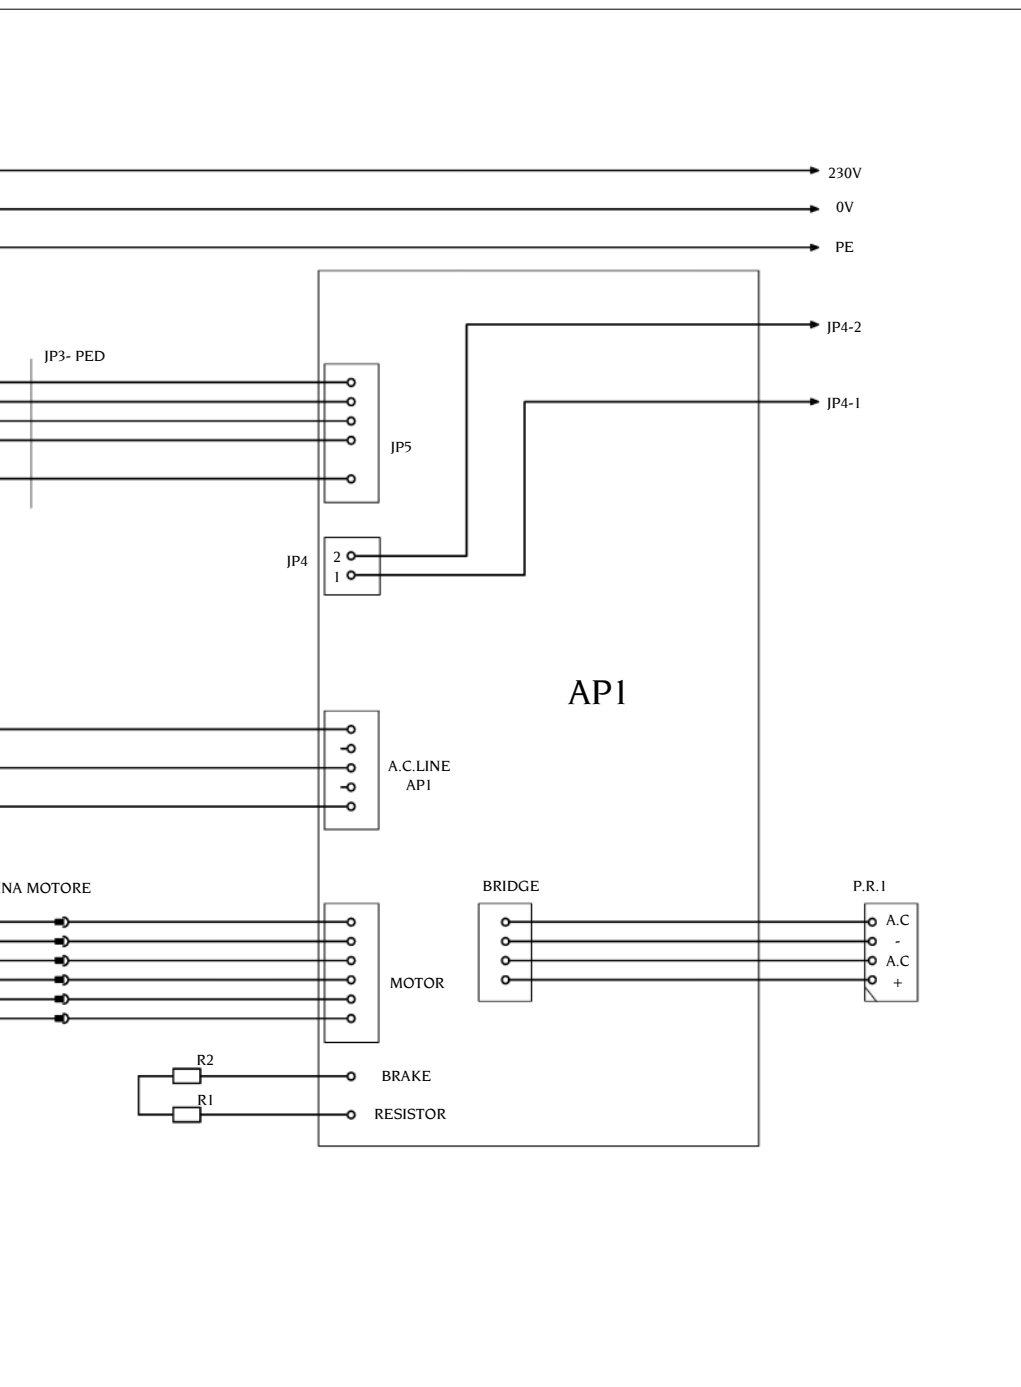 230V
0V
PE
JP4-2
JP3- PED
JP4-1
JP5
JP4
2
1
AP1
A.C.LINE
AP1
NA MOTORE
BRIDGE
P.R.1
A.C
-
A.C
+
MOTOR
R2
BRAKE
R1
RESISTOR